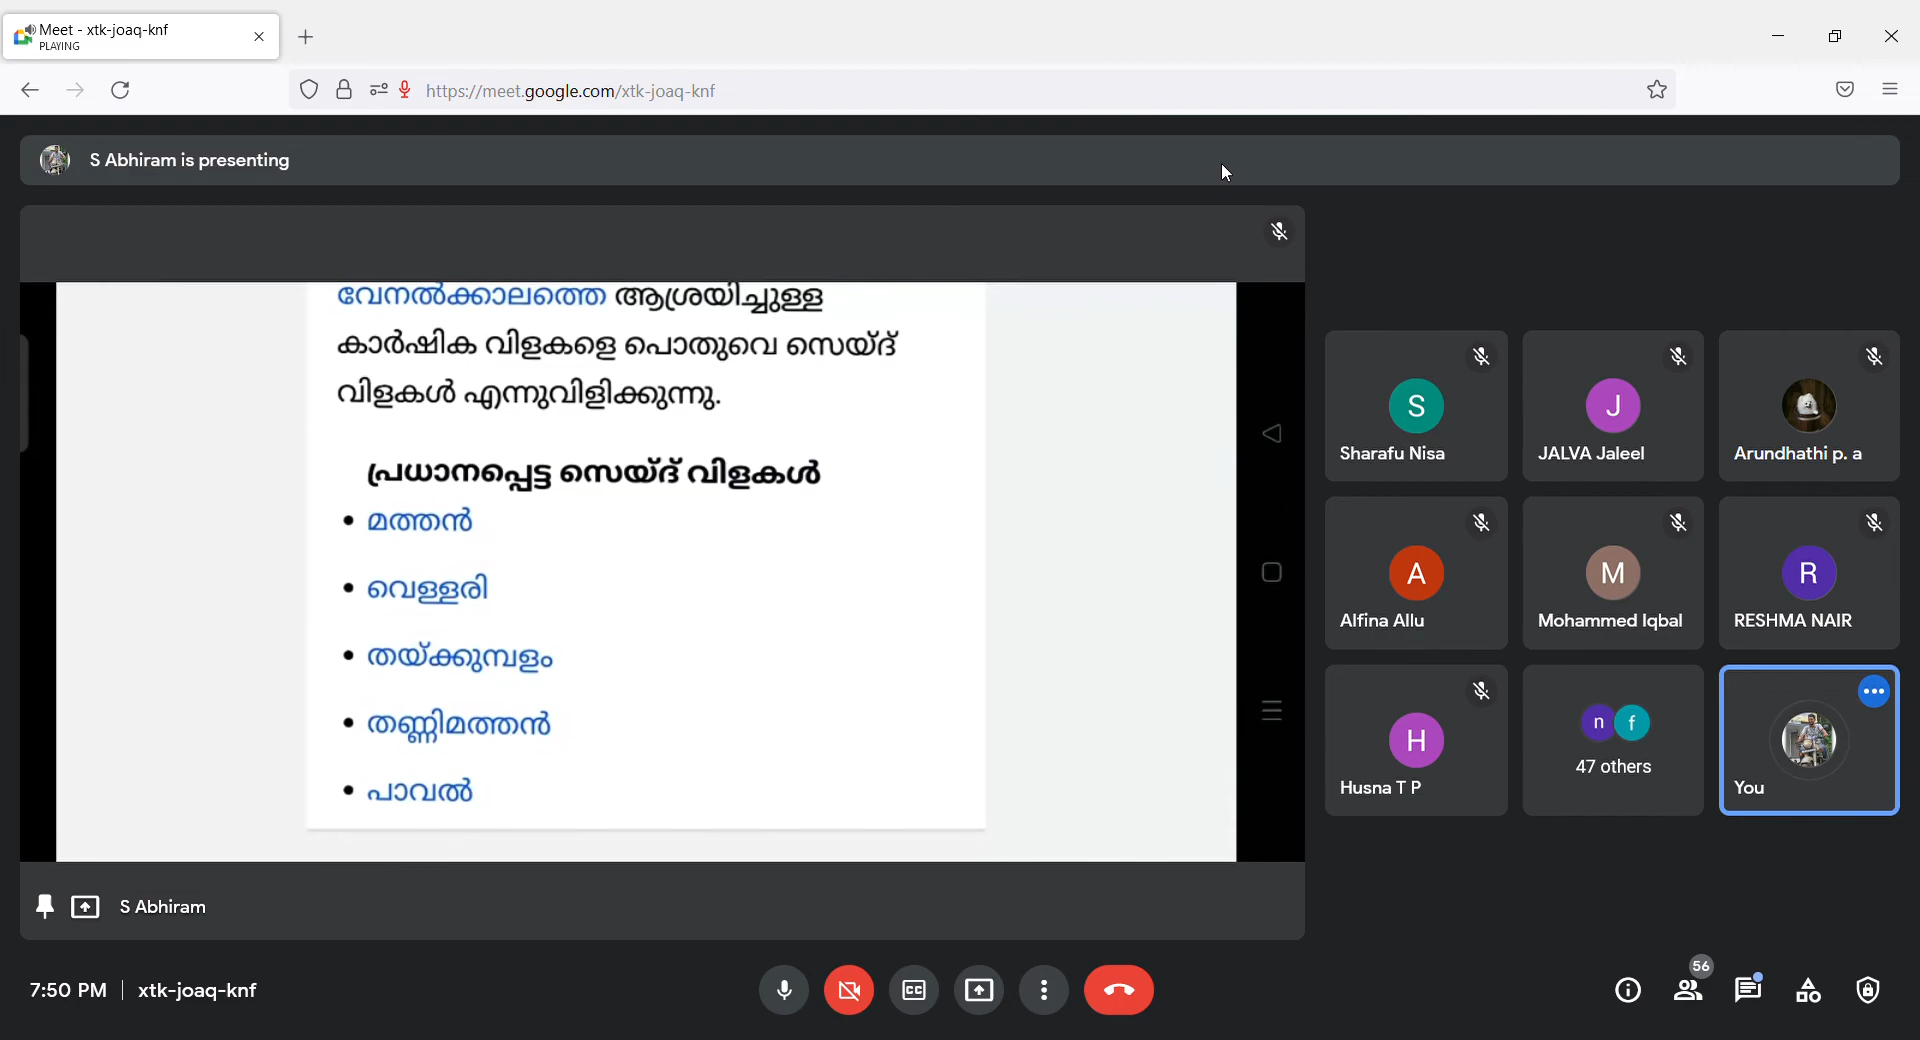 Meet - xtk-joaq-knf
PLAYING
https://meet.google.com/xtk-joaq-knf
S Abhiram is presenting
വേനൽക്കാലത്തെ ആശ്രയിച്ചുള്ള
കാർഷിക വിളകളെ പൊതുവെ സെയ്ദ്
വിളകൾ എന്നുവിളിക്കുന്നു.
പ്രധാനപ്പെട്ട സെയ്ദ് വിളകൾ
• മത്തൻ
• വെള്ളരി
• തയ്ക്കുമ്പളം
• തണ്ണിമത്തൻ
• പാവൽ
S Abhiram
S
Sharafu Nisa
J
JALVA Jaleel
Arundhathi p. a
A
Alfina Allu
M
Mohammed Iqbal
R
RESHMA NAIR
H
Husna T P
n f
47 others
You
7:50 PM | xtk-joaq-knf
CC
56